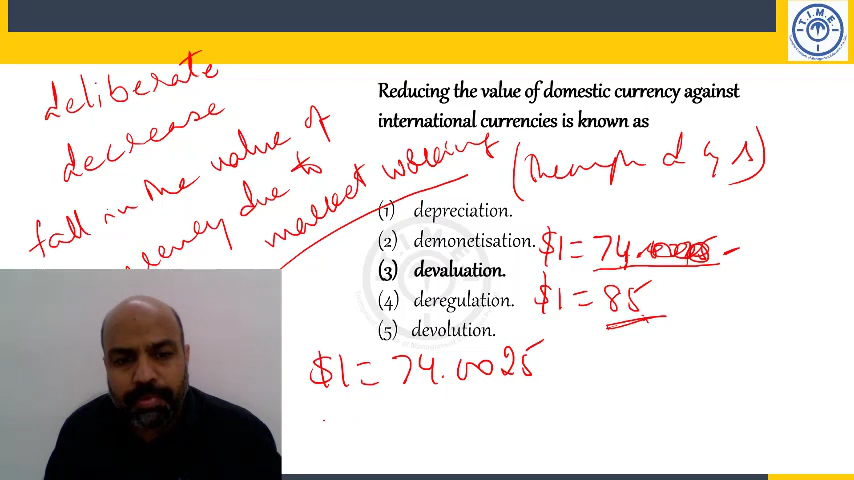 T.I.M.E.
Reducing the value of domestic currency against
international currencies is known as
(1) depreciation.
(2) demonetisation.
(3) devaluation.
(4) deregulation.
(5) devolution.
deliberate
decrease
fall in the value of
due to
market working
(Through d g s)
$1 = 74.
$1 = 85
$1 = 74.0025